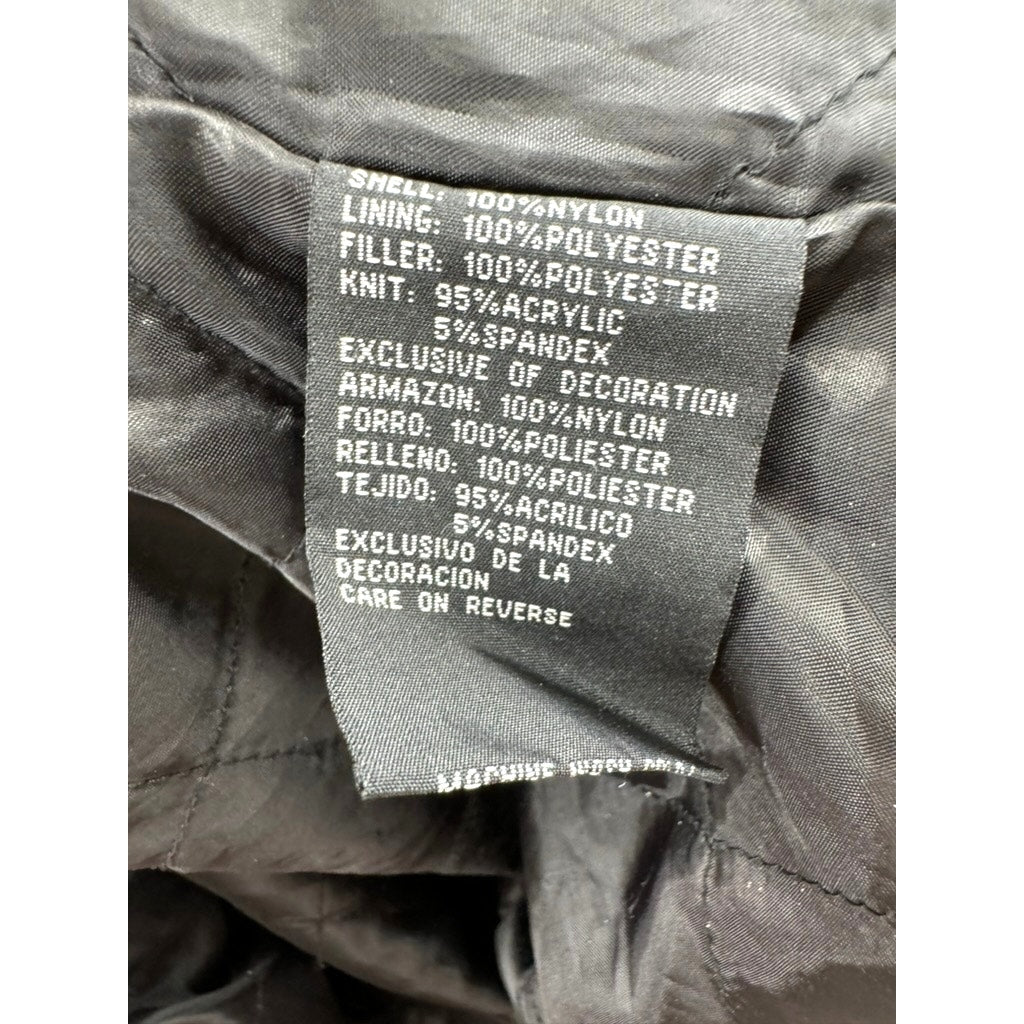 SHELL: 100%NYLON
LINING: 100%POLYESTER
FILLER: 100%POLYESTER
KNIT: 95%ACRYLIC
5%SPANDEX
EXCLUSIVE OF DECORATION
ARMAZON: 100%NYLON
FORRO: 100%POLIESTER
RELLENO: 100%POLIESTER
TEJIDO: 95%ACRILICO
5%SPANDEX
EXCLUSIVO DE LA
DECORACION
CARE ON REVERSE
MACHINE WASH